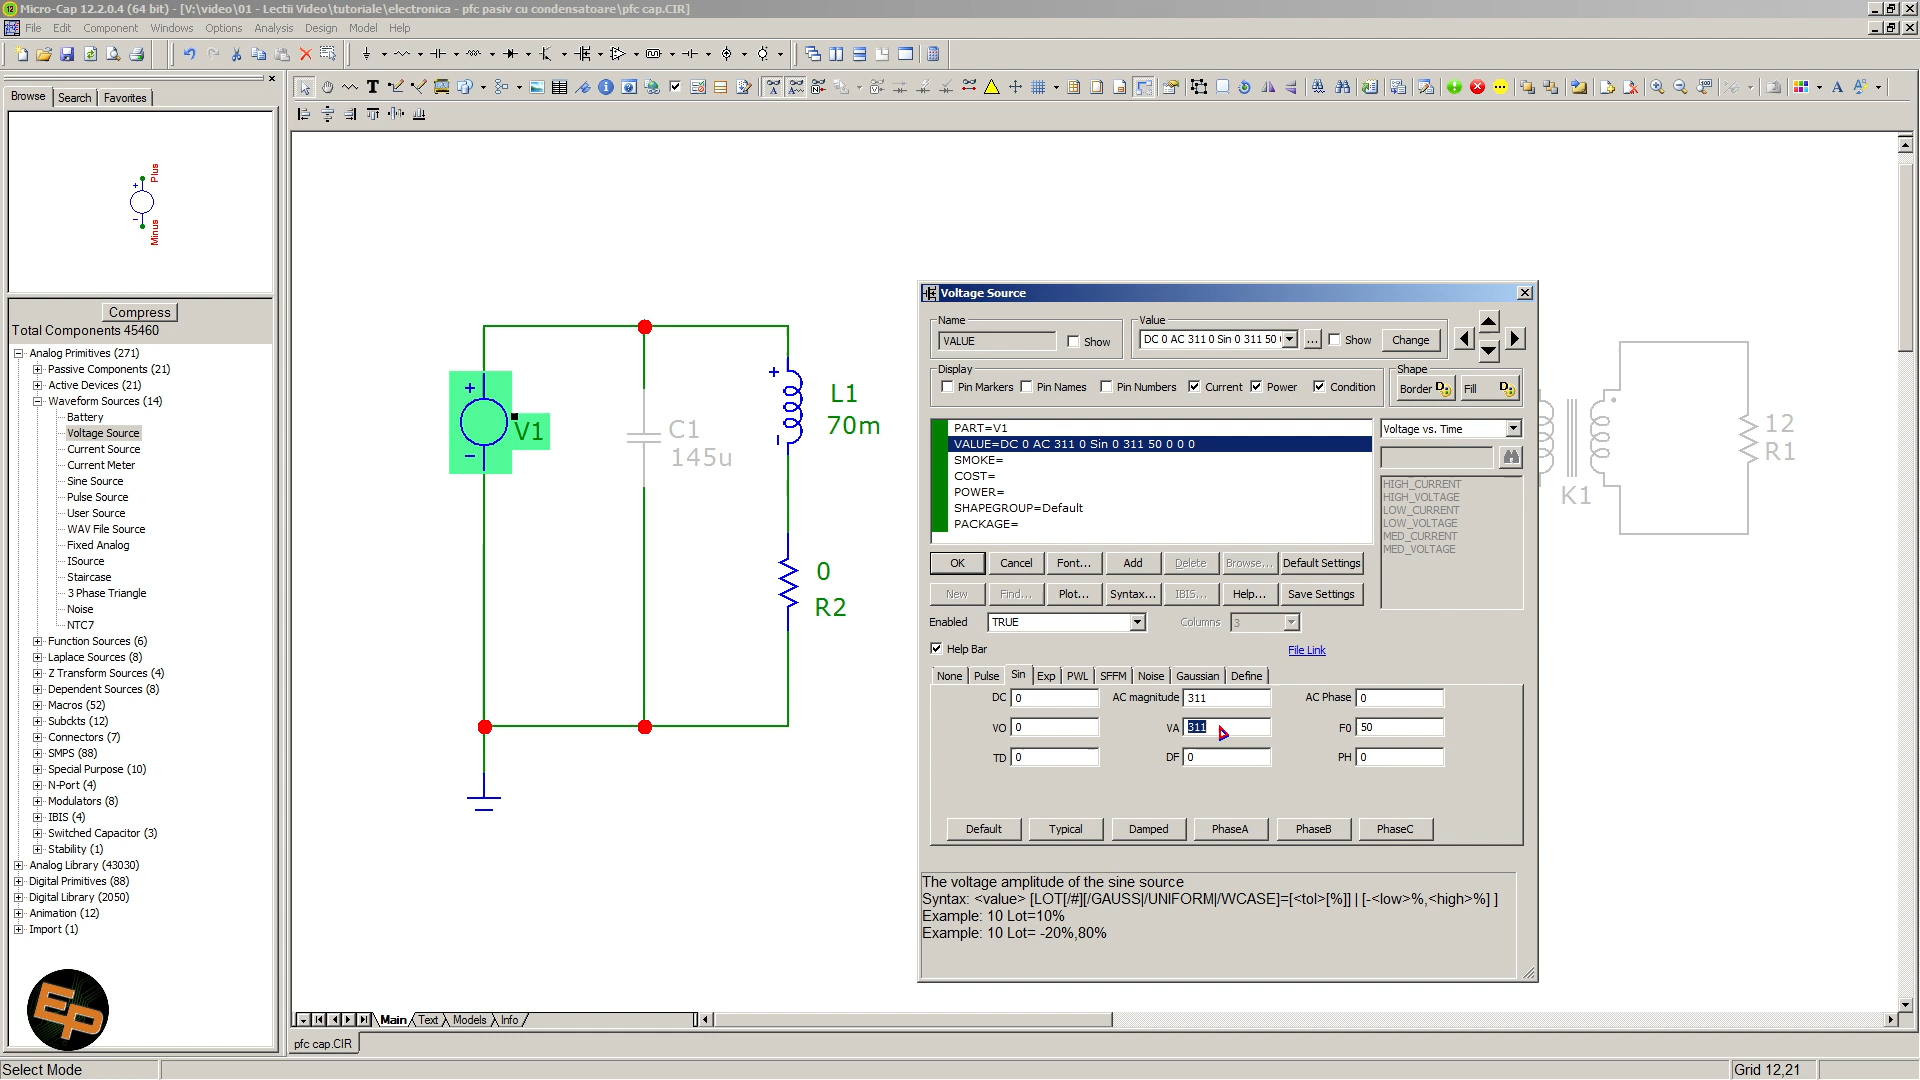 Micro-Cap 12.2.0.4 (64 bit) - [V:\video\01 - Lectii Video\tutoriale\electronica - pfc pasiv cu condensatoare\pfc cap.CIR]
File Edit Component Windows Options Analysis Design Model Help
Browse Search Favorites
Plus
Minus
Compress
Total Components 45460
Analog Primitives (271)
Passive Components (21)
Active Devices (21)
Waveform Sources (14)
Battery
Voltage Source
Current Source
Current Meter
Sine Source
Pulse Source
User Source
WAV File Source
Fixed Analog
ISource
Staircase
3 Phase Triangle
Noise
NTC7
Function Sources (6)
Laplace Sources (8)
Z Transform Sources (4)
Dependent Sources (8)
Macros (52)
Subckts (12)
Connectors (7)
SMPS (88)
Special Purpose (10)
N-Port (4)
Modulators (8)
IBIS (4)
Switched Capacitor (3)
Stability (1)
Analog Library (43030)
Digital Primitives (88)
Digital Library (2050)
Animation (12)
Import (1)
EP
V1
C1
145u
L1
70m
0
R2
K1
12
R1
Voltage Source
Name
VALUE
Show
Value
DC 0 AC 311 0 Sin 0 311 50
...
Show
Change
Display
Pin Markers Pin Names Pin Numbers Current Power Condition
Shape
Border Fill
PART=V1
VALUE=DC 0 AC 311 0 Sin 0 311 50 0 0 0
SMOKE=
COST=
POWER=
SHAPEGROUP=Default
PACKAGE=
Voltage vs. Time
HIGH_CURRENT
HIGH_VOLTAGE
LOW_CURRENT
LOW_VOLTAGE
MED_CURRENT
MED_VOLTAGE
OK Cancel Font... Add Delete Browse... Default Settings
New Find... Plot... Syntax... IBIS... Help... Save Settings
Enabled TRUE Columns 3
Help Bar File Link
None Pulse Sin Exp PWL SFFM Noise Gaussian Define
DC 0 AC magnitude 311 AC Phase 0
VO 0 VA 311 F0 50
TD 0 DF 0 PH 0
Default Typical Damped PhaseA PhaseB PhaseC
The voltage amplitude of the sine source
Syntax: <value> [LOT[/#][/GAUSS|/UNIFORM|/WCASE]=[<tol>[%]] | [-<low>%,<high>%] ]
Example: 10 Lot=10%
Example: 10 Lot= -20%,80%
Main Text Models Info
pfc cap.CIR
Select Mode
Grid 12,21